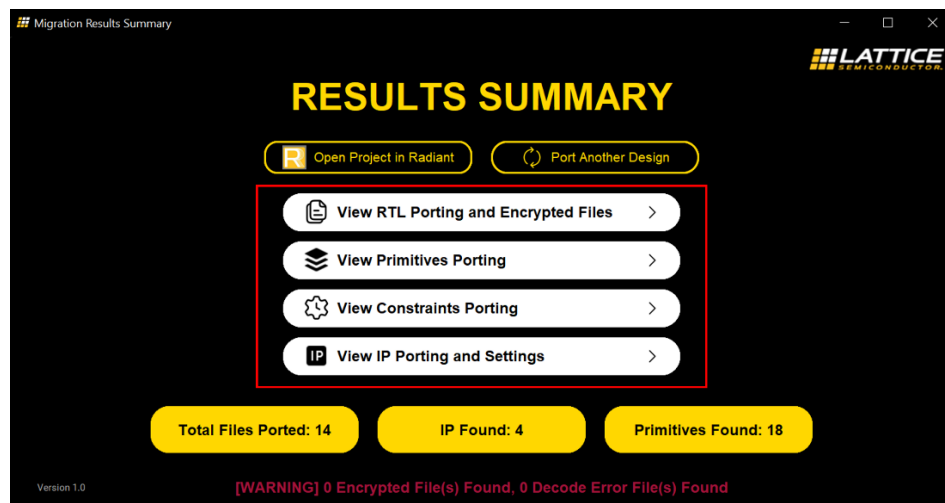 Migration Results Summary
LATTICE
SEMICONDUCTOR.
RESULTS SUMMARY
Open Project in Radiant
Port Another Design
View RTL Porting and Encrypted Files
View Primitives Porting
View Constraints Porting
IP View IP Porting and Settings
Total Files Ported: 14
IP Found: 4
Primitives Found: 18
Version 1.0
[WARNING] 0 Encrypted File(s) Found, 0 Decode Error File(s) Found